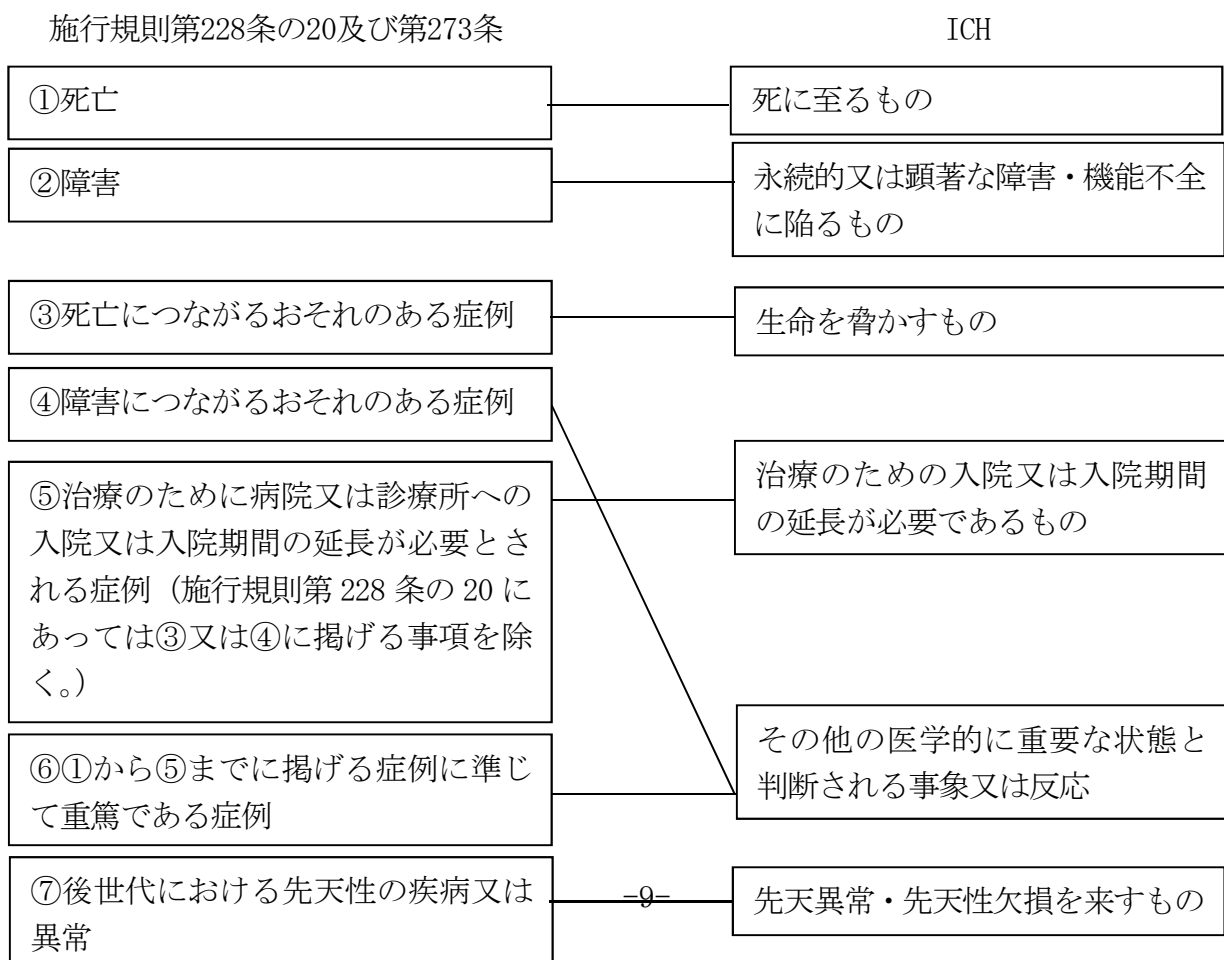 施行規則第228条の20及び第273条
ICH
①死亡
死に至るもの
②障害
永続的又は顕著な障害・機能不全
に陥るもの
③死亡につながるおそれのある症例
生命を脅かすもの
④障害につながるおそれのある症例
⑤治療のために病院又は診療所への
入院又は入院期間の延長が必要とさ
れる症例（施行規則第 228 条の 20 に
あっては③又は④に掲げる事項を除
く。）
治療のための入院又は入院期間
の延長が必要であるもの
⑥①から⑤までに掲げる症例に準じ
て重篤である症例
その他の医学的に重要な状態と
判断される事象又は反応
⑦後世代における先天性の疾病又は
異常
-9-
先天異常・先天性欠損を来すもの